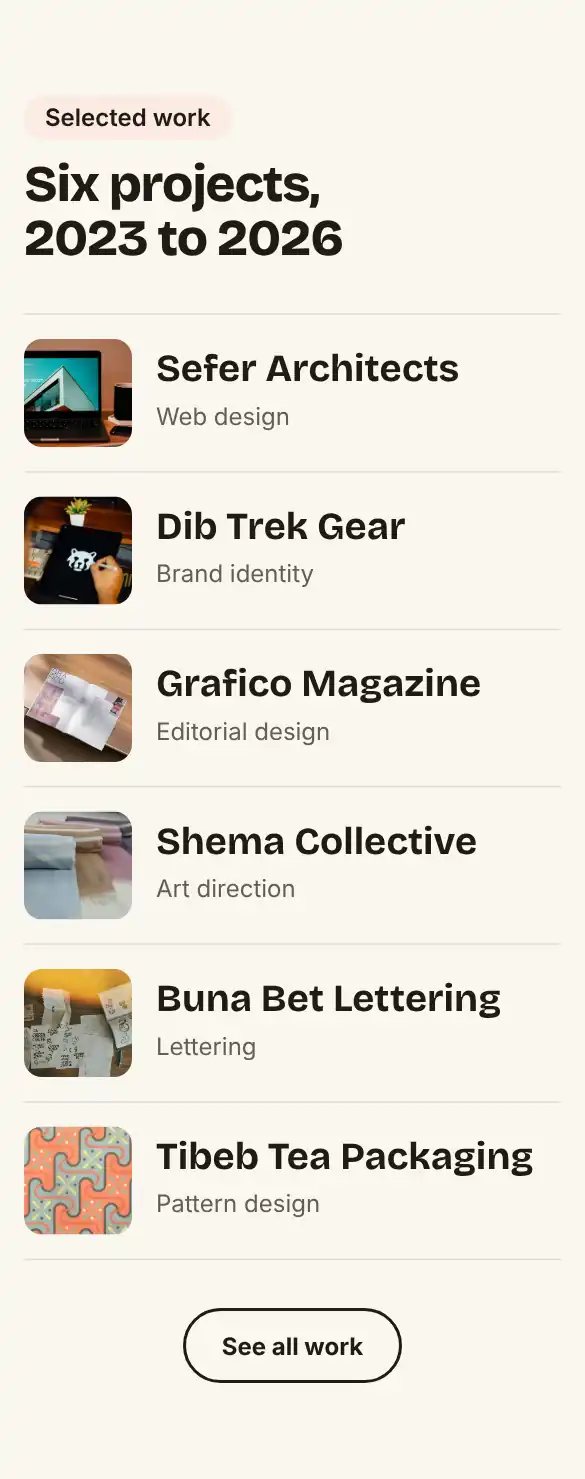 Selected work
Six projects,
2023 to 2026
Sefer Architects
Web design
Dib Trek Gear
Brand identity
Grafico Magazine
Editorial design
Shema Collective
Art direction
Buna Bet Lettering
Lettering
Tibeb Tea Packaging
Pattern design
See all work